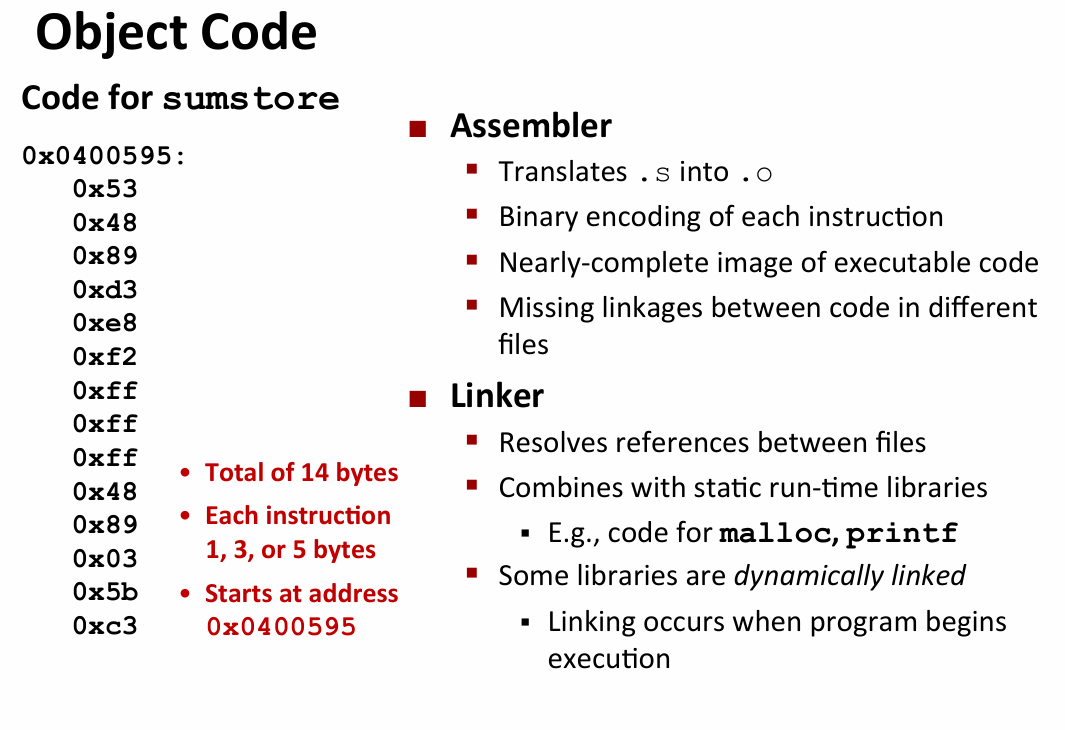 Object Code
Code for sumstore
0x0400595:
0x53
0x48
0x89
0xd3
0xe8
0xf2
0xff
0xff
0xff
0x48
0x89
0x03
0x5b
0xc3
• Total of 14 bytes
• Each instruction
1, 3, or 5 bytes
• Starts at address
0x0400595
■ Assembler
▪ Translates .s into .o
▪ Binary encoding of each instruction
▪ Nearly-complete image of executable code
▪ Missing linkages between code in different
files
■ Linker
▪ Resolves references between files
▪ Combines with static run-time libraries
▪ E.g., code for malloc, printf
▪ Some libraries are dynamically linked
▪ Linking occurs when program begins
execution